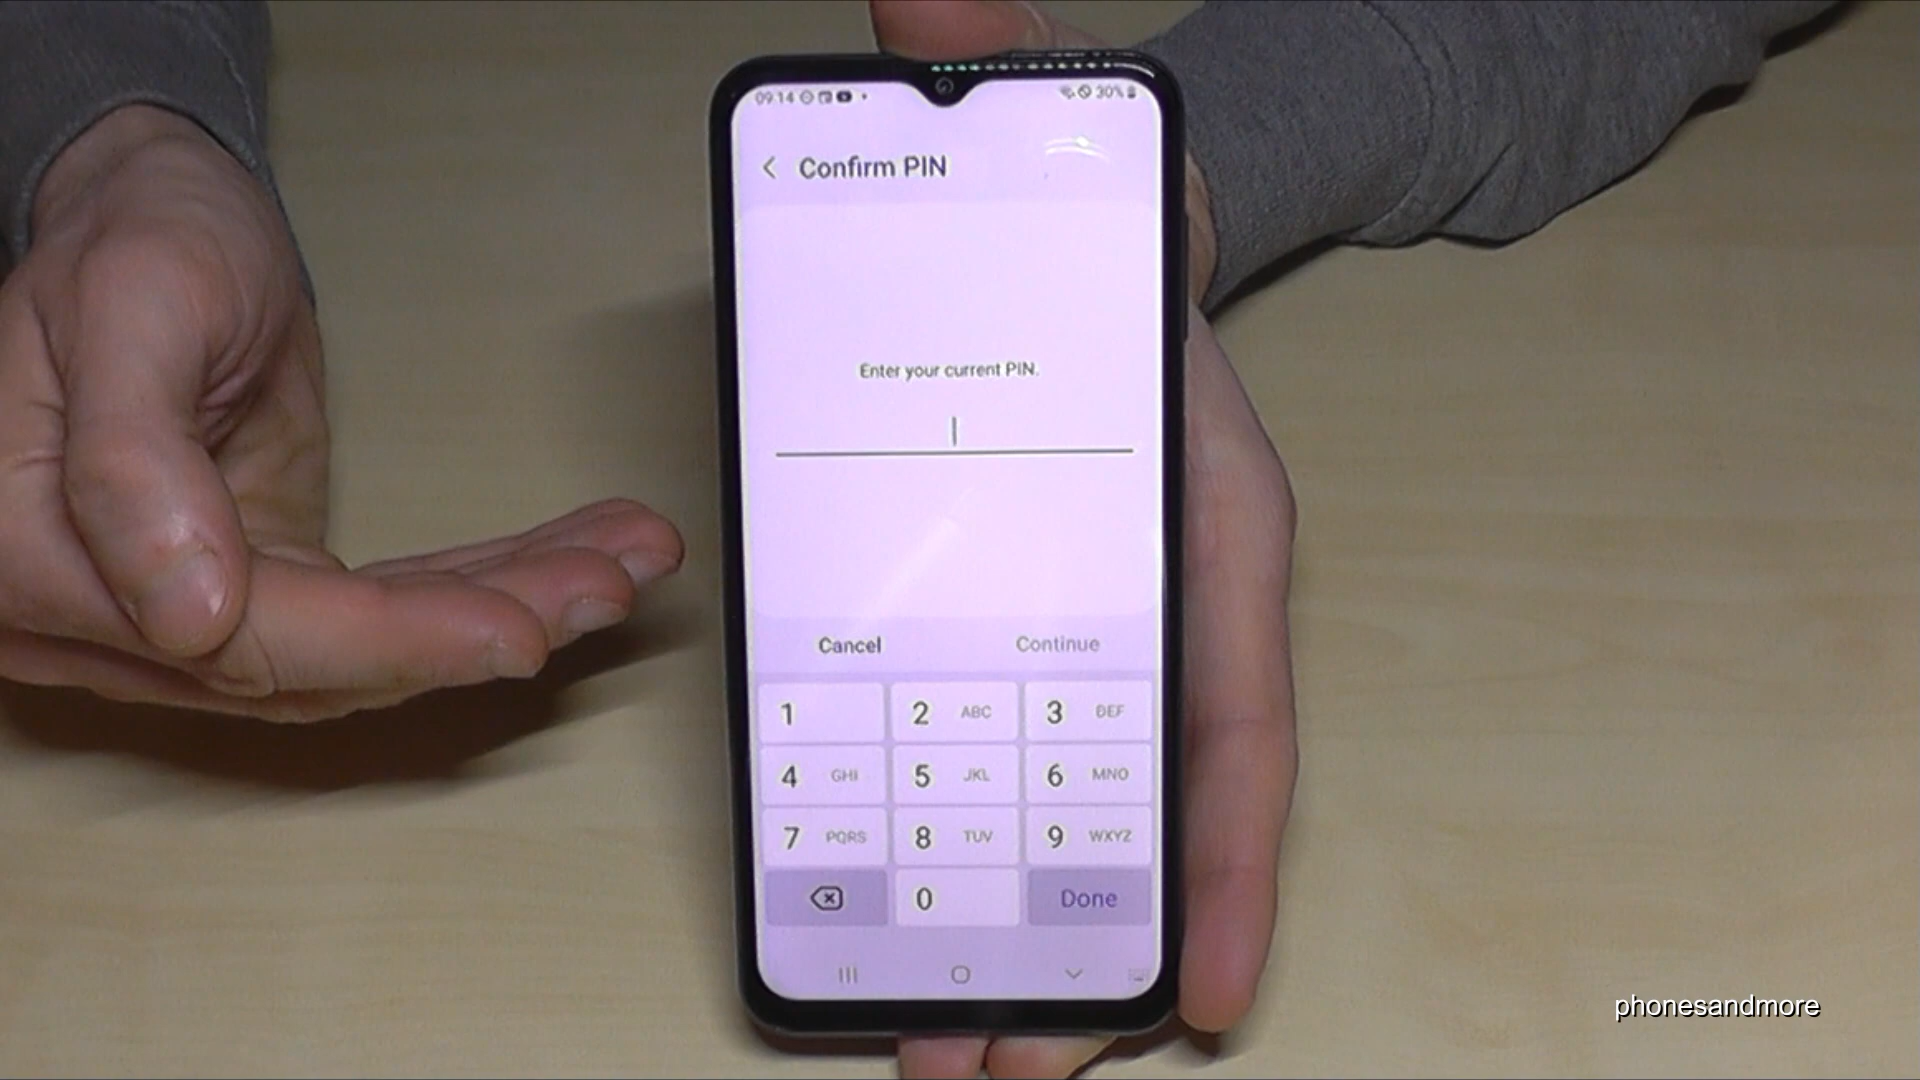 09:14 30%
Confirm PIN
Enter your current PIN.
Cancel Continue
1 2 ABC 3 DEF
4 GHI 5 JKL 6 MNO
7 PQRS 8 TUV 9 WXYZ
0 Done
phonesandmore